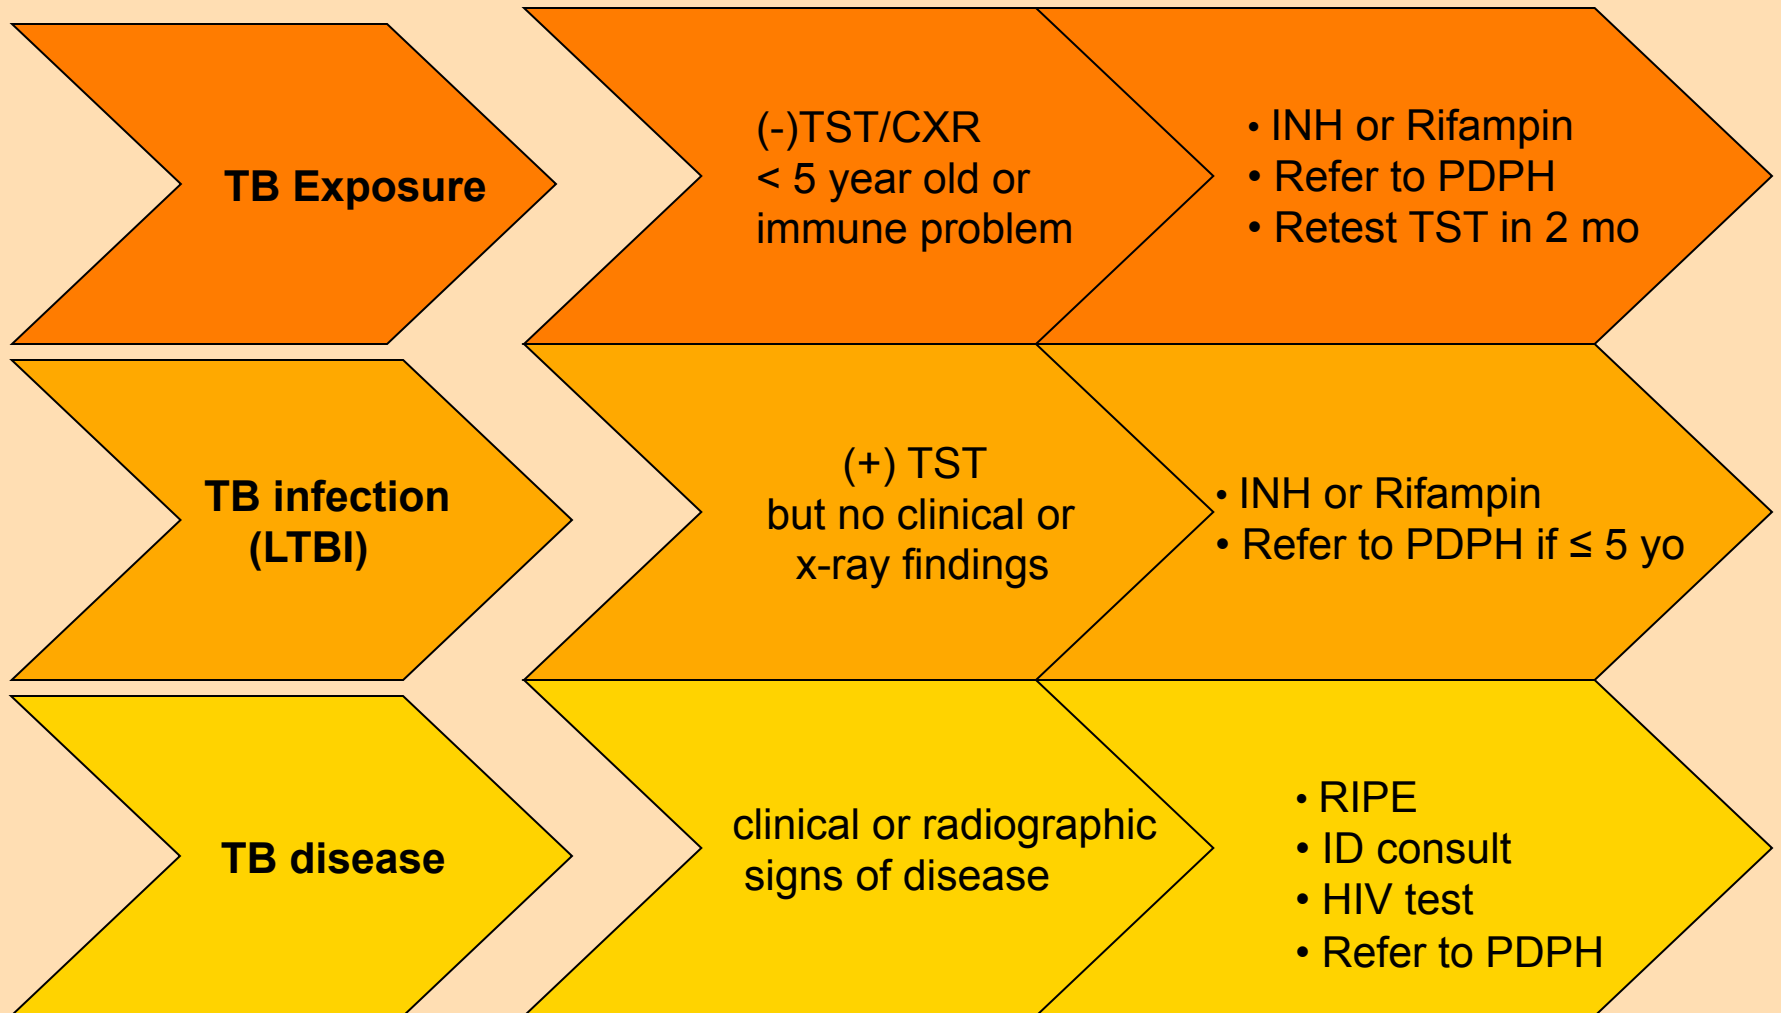 TB Exposure
(-)TST/CXR
< 5 year old or
immune problem
• INH or Rifampin
• Refer to PDPH
• Retest TST in 2 mo
TB infection
(LTBI)
(+) TST
but no clinical or
x-ray findings
• INH or Rifampin
• Refer to PDPH if ≤ 5 yo
TB disease
clinical or radiographic
signs of disease
• RIPE
• ID consult
• HIV test
• Refer to PDPH